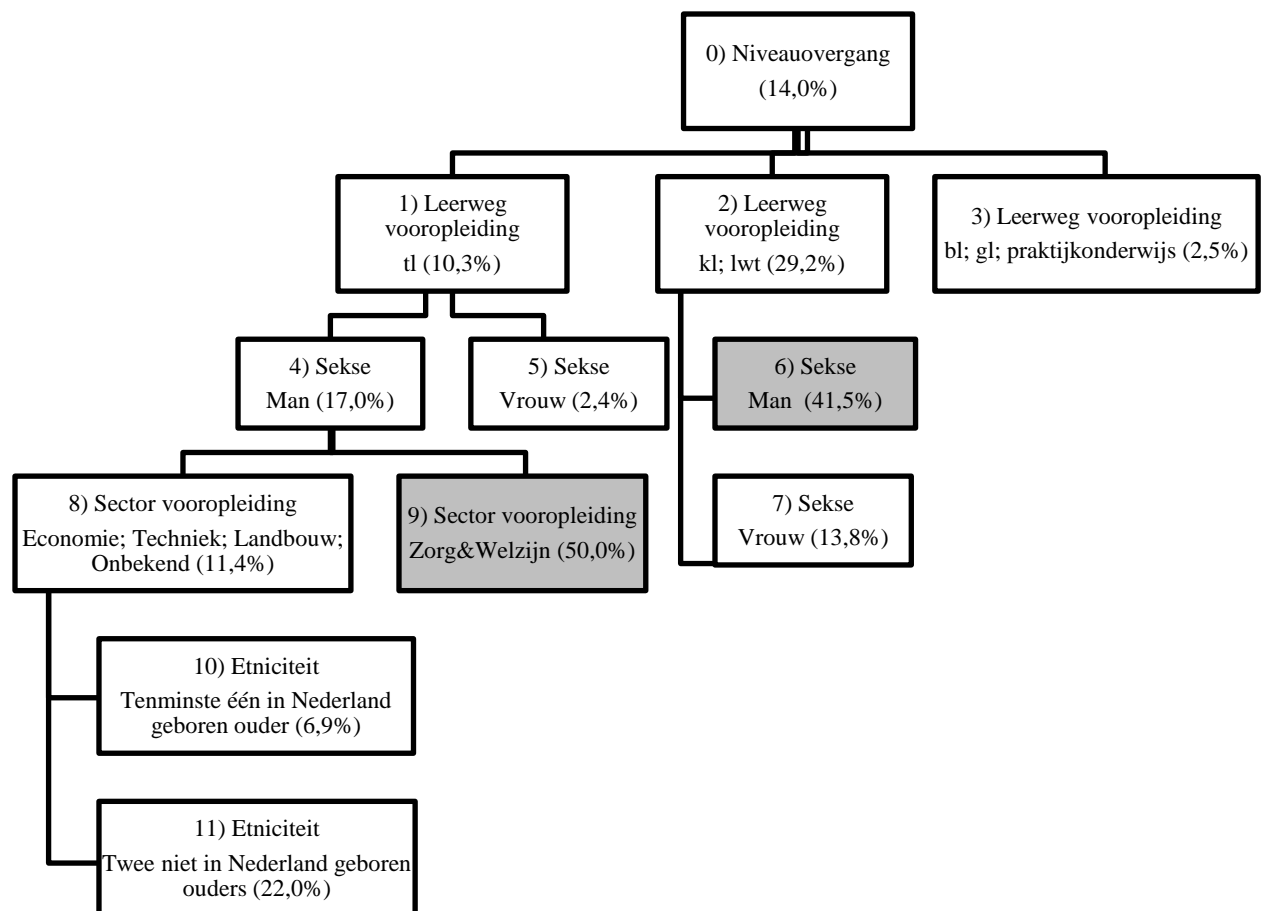 0) Niveauovergang
(14,0%)
1) Leerweg
vooropleiding
tl (10,3%)
2) Leerweg
vooropleiding
kl; lwt (29,2%)
3) Leerweg vooropleiding
bl; gl; praktijkonderwijs (2,5%)
4) Sekse
Man (17,0%)
5) Sekse
Vrouw (2,4%)
6) Sekse
Man (41,5%)
7) Sekse
Vrouw (13,8%)
8) Sector vooropleiding
Economie; Techniek; Landbouw;
Onbekend (11,4%)
9) Sector vooropleiding
Zorg&Welzijn (50,0%)
10) Etniciteit
Tenminste één in Nederland
geboren ouder (6,9%)
11) Etniciteit
Twee niet in Nederland geboren
ouders (22,0%)